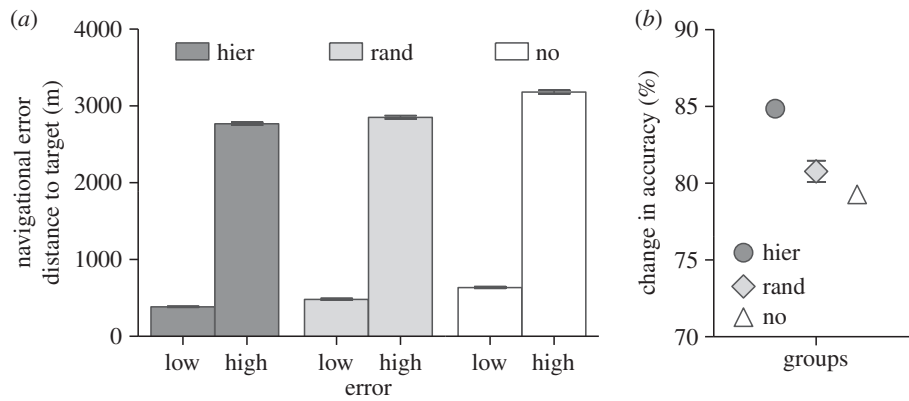 (a)
4000
3000
2000
1000
0
navigational error
distance to target (m)
hier
rand
no
low high low high low high
error
(b)
90
85
80
75
70
change in accuracy (%)
hier
rand
no
groups